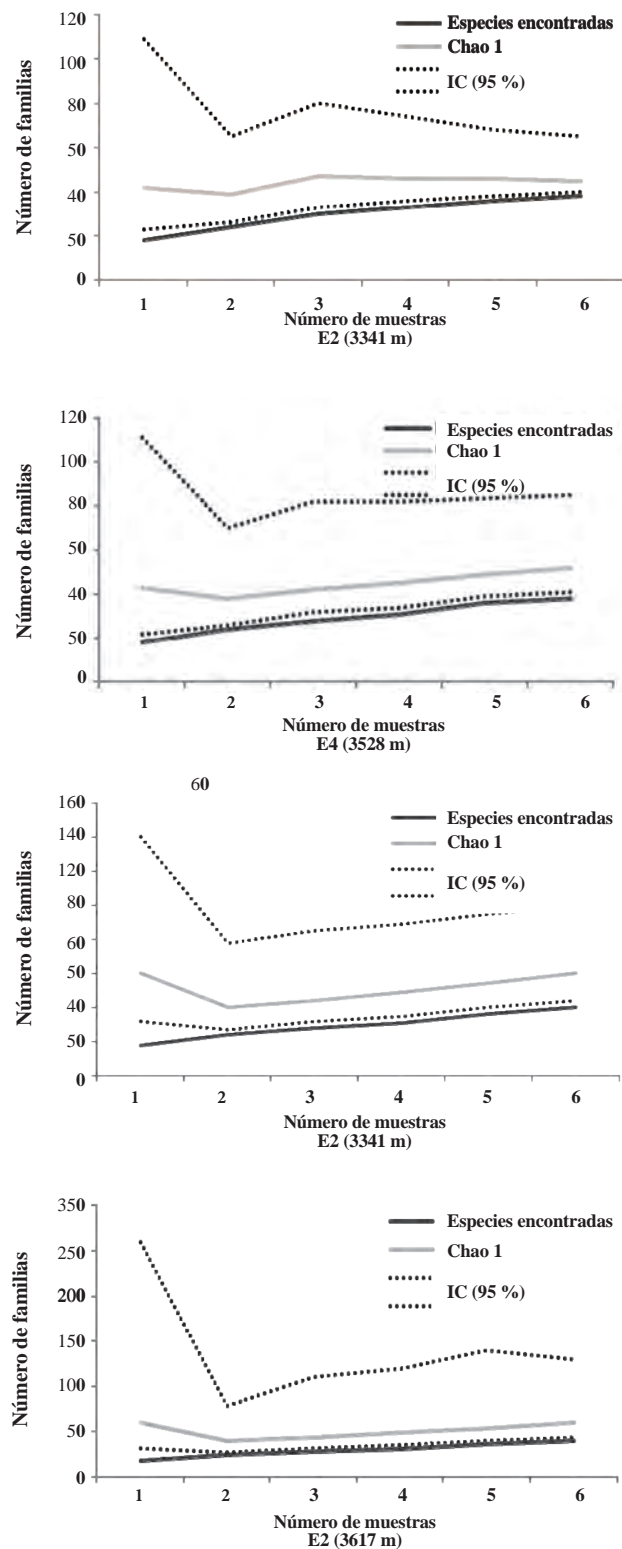 120
Especies encontradas
Chao 1
100
IC (95 %)
80
50
40
50
0
Número de familias
1 2 3 4 5 6
Número de muestras
E2 (3341 m)
120
Especies encontradas
Chao 1
100
IC (95 %)
80
50
40
50
0
Número de familias
1 2 3 4 5 6
Número de muestras
E4 (3528 m)
60
160
Especies encontradas
140
Chao 1
120
IC (95 %)
80
60
50
40
50
0
Número de familias
1 2 3 4 5 6
Número de muestras
E2 (3341 m)
350
Especies encontradas
250
Chao 1
200
IC (95 %)
150
100
50
0
Número de familias
1 2 3 4 5 6
Número de muestras
E2 (3617 m)